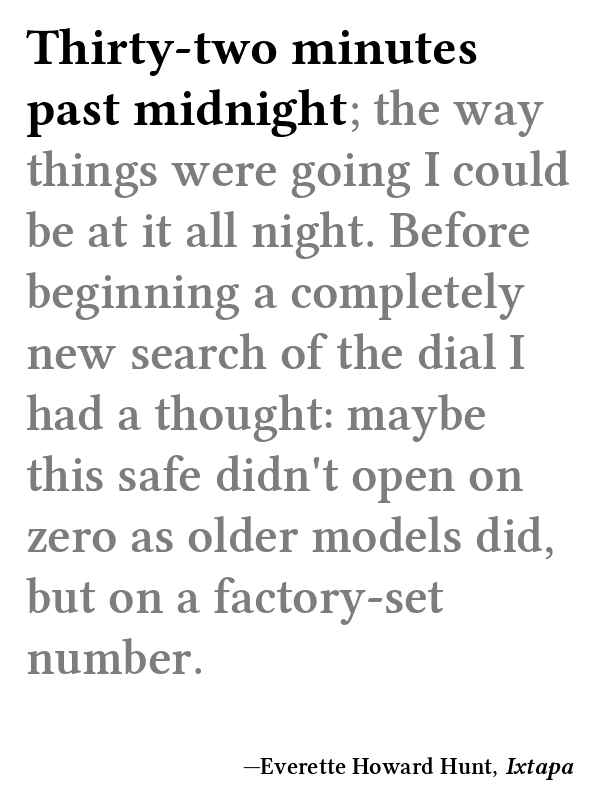 Thirty-two minutes
past midnight; the way
things were going I could
be at it all night. Before
beginning a completely
new search of the dial I
had a thought: maybe
this safe didn't open on
zero as older models did,
but on a factory-set
number.
—Everette Howard Hunt, Ixtapa